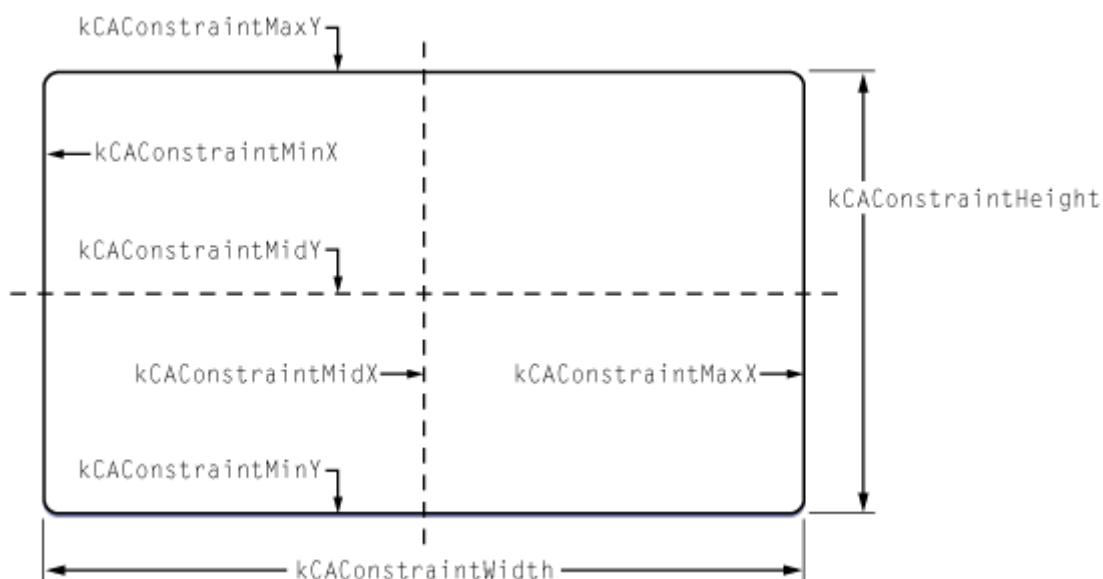 kCAConstraintMaxY
kCAConstraintMinX
kCAConstraintHeight
kCAConstraintMidY
kCAConstraintMidX
kCAConstraintMaxX
kCAConstraintMinY
kCAConstraintWidth